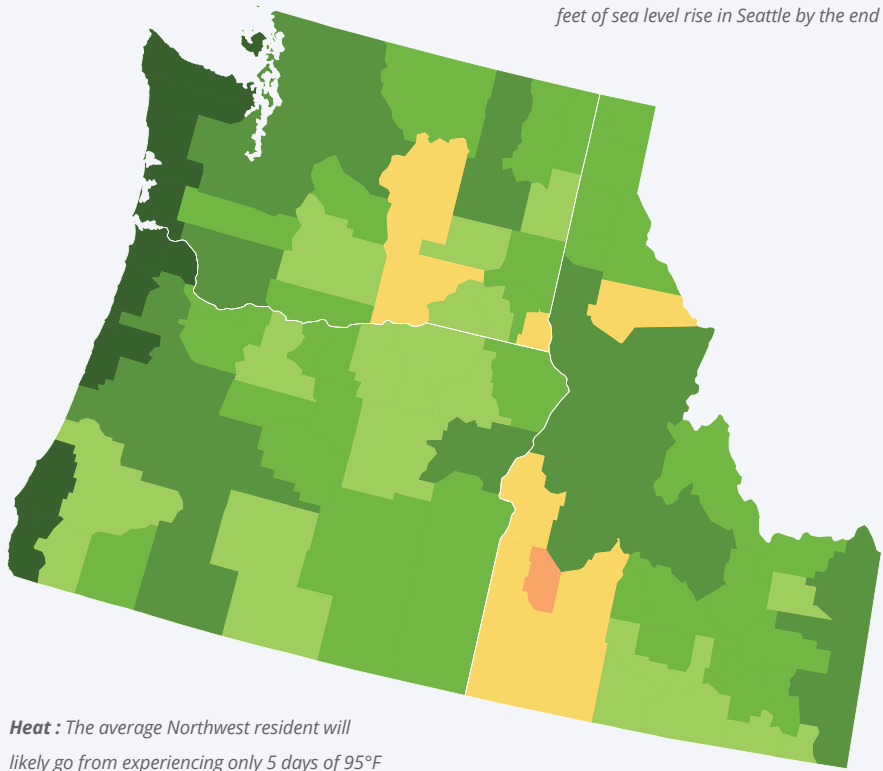 feet of sea level rise in Seattle by the end
Heat : The average Northwest resident will
likely go from experiencing only 5 days of 95°F